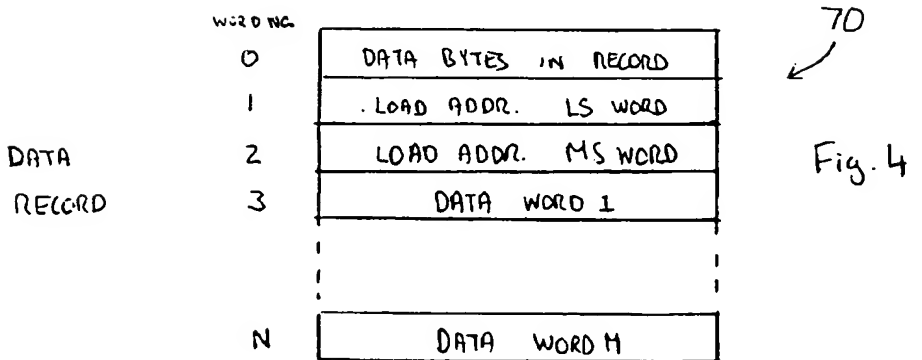 WORD NO.
70
0 DATA BYTES IN RECORD
1 . LOAD ADDR. LS WORD
DATA 2 LOAD ADDR. MS WORD
Fig. 4
RECORD 3 DATA WORD 1
N DATA WORD M